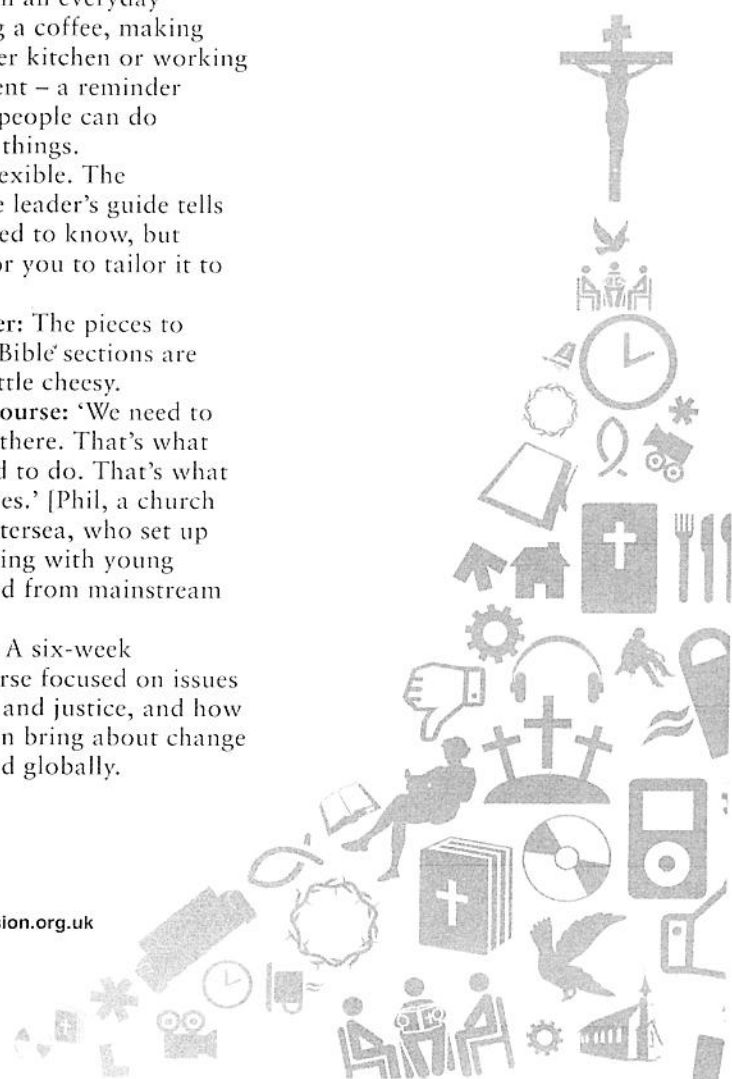 an everyday
g a coffee, making
er kitchen or working
ent – a reminder
people can do
things.
exible. The
e leader's guide tells
ed to know, but
or you to tailor it to
er: The pieces to
Bible' sections are
ttle cheesy.
ourse: 'We need to
there. That's what
d to do. That's what
es.' [Phil, a church
tersea, who set up
ing with young
d from mainstream
A six-week
rse focused on issues
and justice, and how
n bring about change
d globally.
sion.org.uk